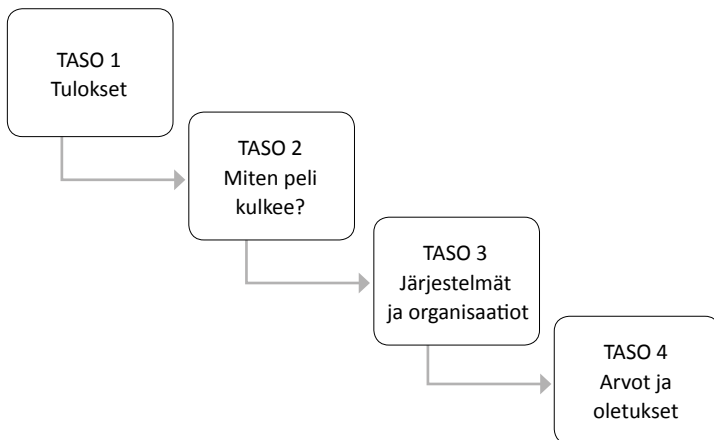 TASO 1
Tulokset
TASO 2
Miten peli
kulkee?
TASO 3
Järjestelmät
ja organisaatiot
TASO 4
Arvot ja
oletukset